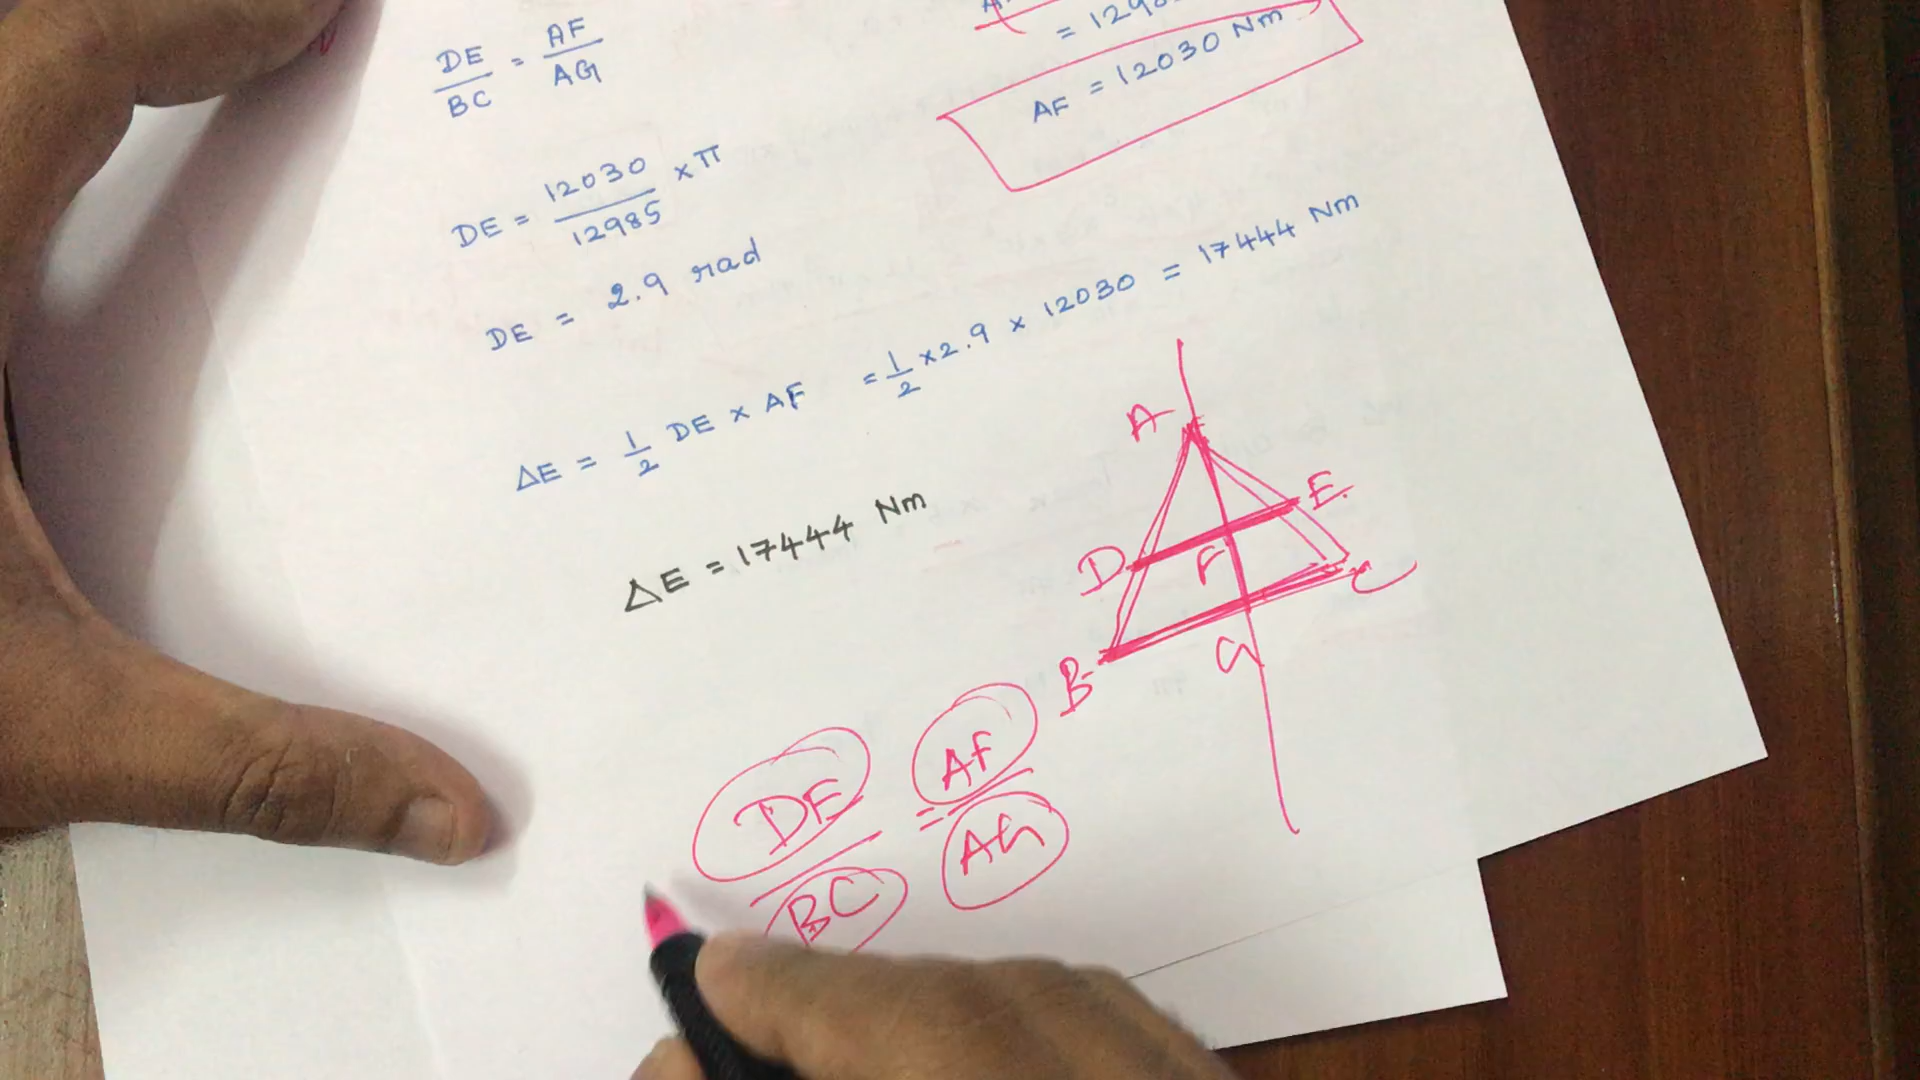 DE/BC = AF/AG
= 1298
AF = 12030 Nm
DE = 12030/12985 × π
DE = 2.9 rad
ΔE = 1/2 DE × AF = 1/2 × 2.9 × 12030 = 17444 Nm
ΔE = 17444 Nm
A
D F E
B G C
DE/BC = AF/AG